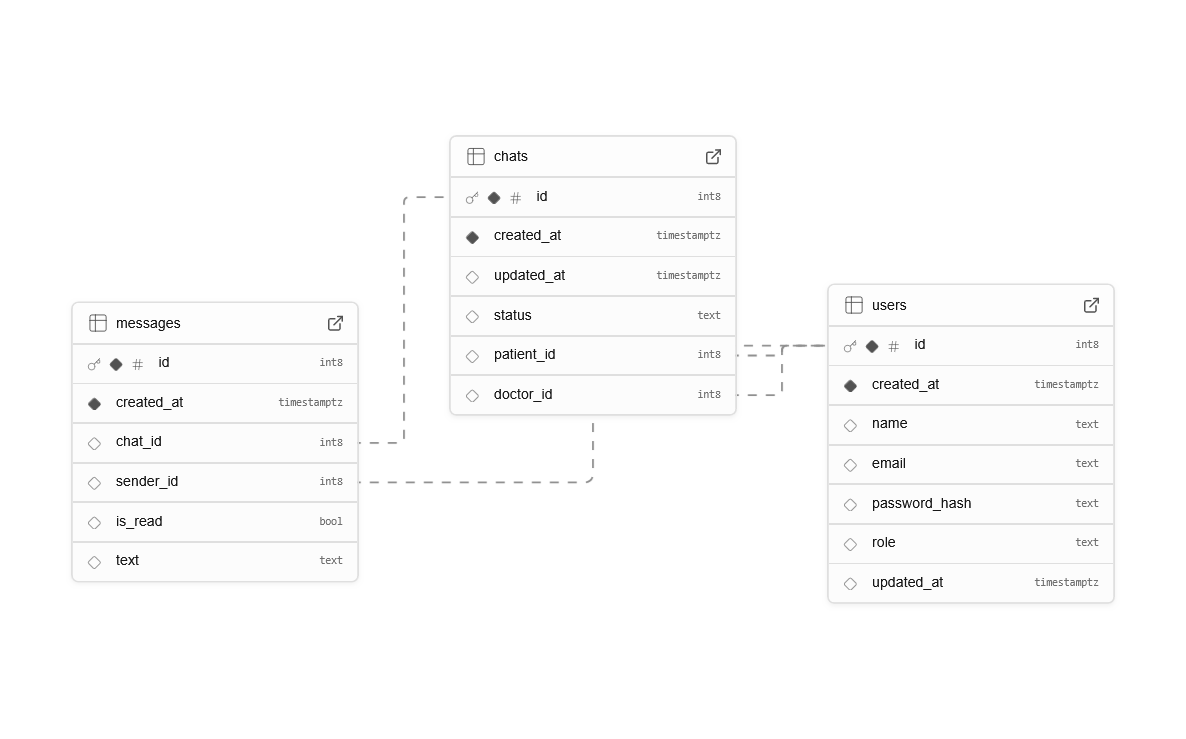 chats
id int8
created_at timestamptz
updated_at timestamptz
status text
patient_id int8
doctor_id int8
messages
id int8
created_at timestamptz
chat_id int8
sender_id int8
is_read bool
text text
users
id int8
created_at timestamptz
name text
email text
password_hash text
role text
updated_at timestamptz